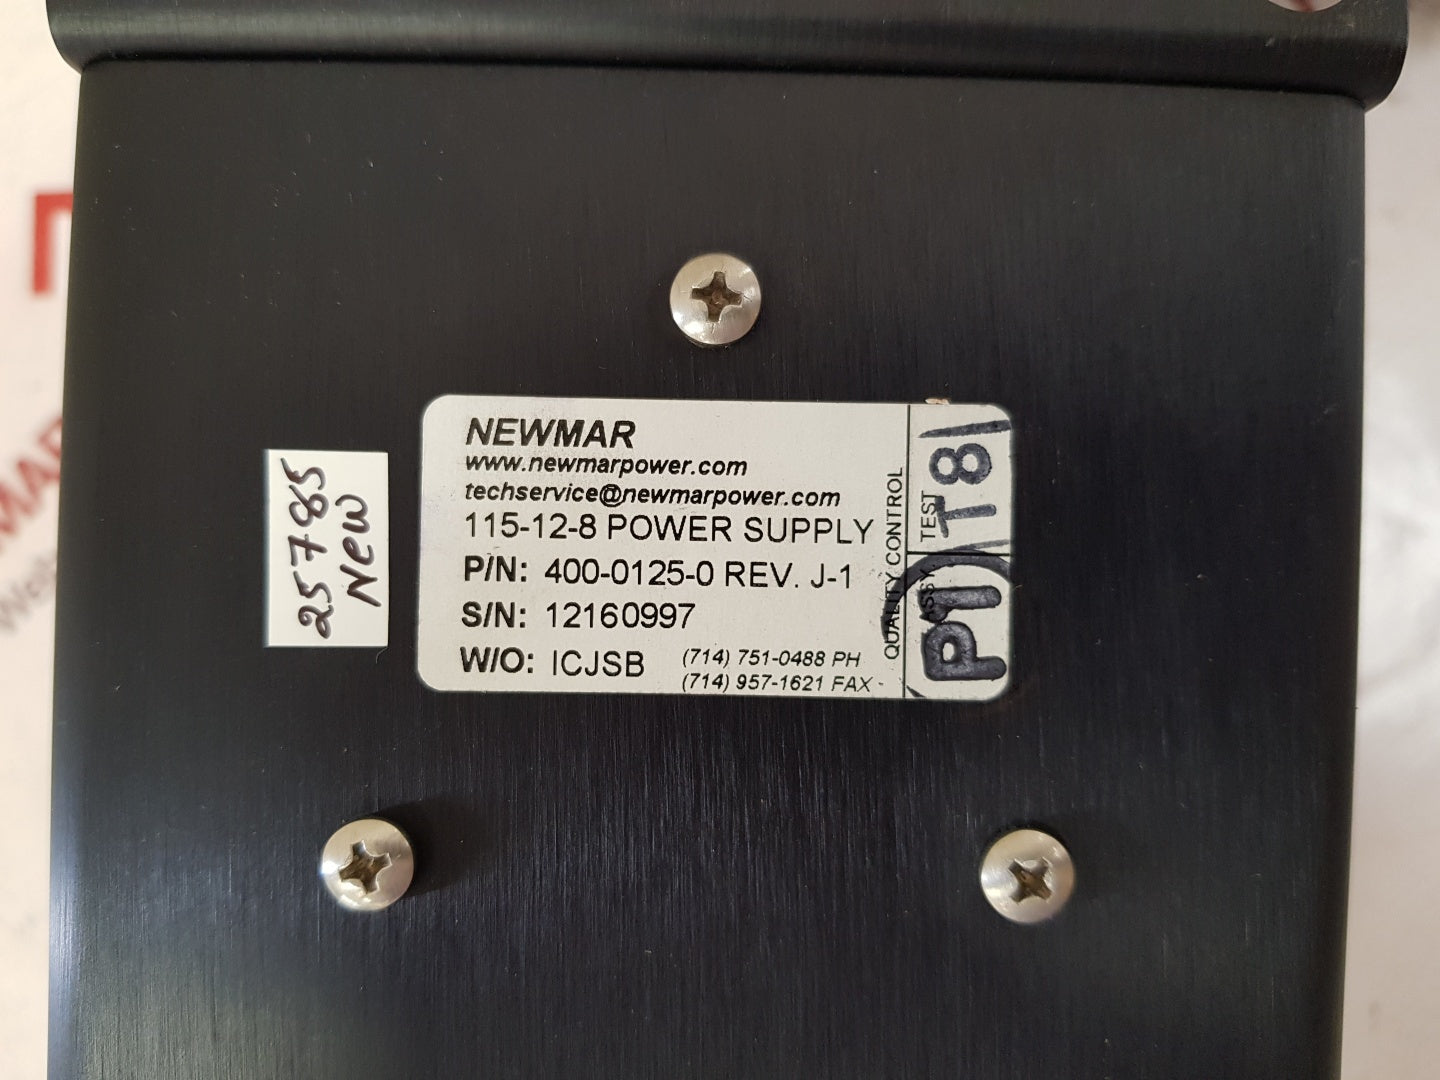 NEWMAR
www.newmarpower.com
techservice@newmarpower.com
115-12-8 POWER SUPPLY
P/N: 400-0125-0 REV. J-1
S/N: 12160997
W/O: ICJSB
(714) 751-0488 PH
(714) 957-1621 FAX
QUALITY CONTROL
TEST
T8
ASSY.
P1
25785
New